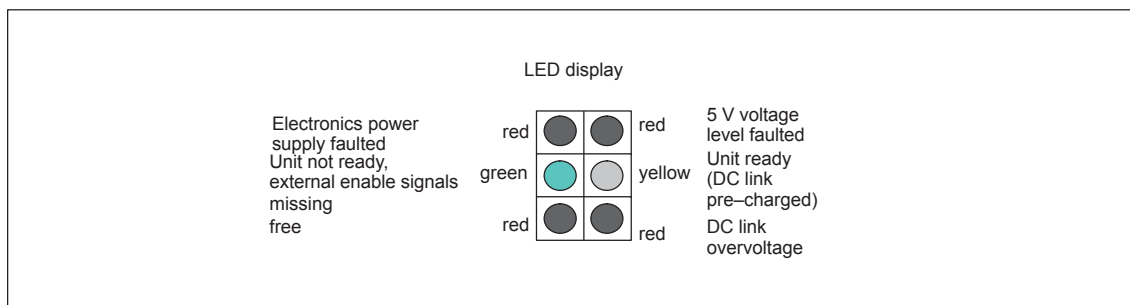 LED display
Electronics power
supply faulted
red
red
5 V voltage
level faulted
Unit not ready,
external enable signals
missing
green
yellow
Unit ready
(DC link
pre–charged)
free
red
red
DC link
overvoltage